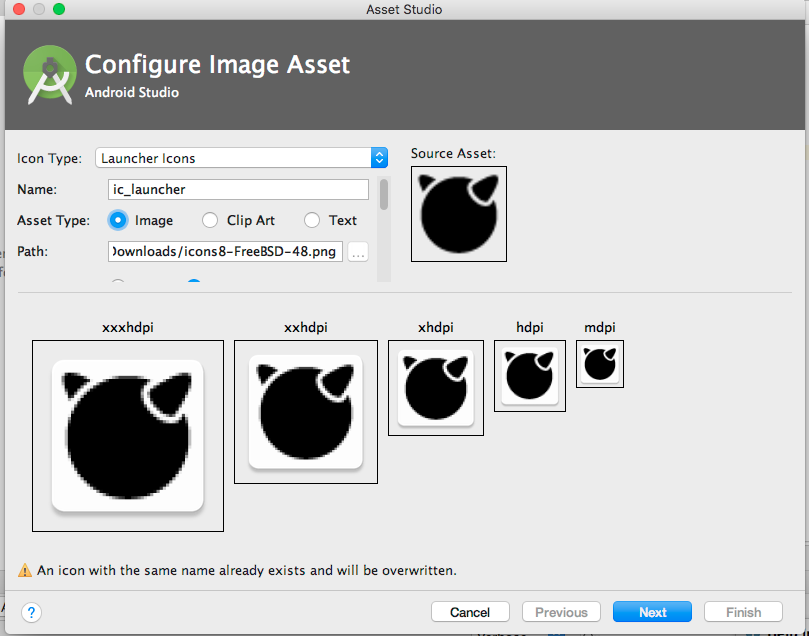 Asset Studio
Configure Image Asset
Android Studio
Icon Type: Launcher Icons
Source Asset:
Name: ic_launcher
Asset Type: Image Clip Art Text
Path: Downloads/icons8-FreeBSD-48.png ...
xxxhdpi xxhdpi xhdpi hdpi mdpi
An icon with the same name already exists and will be overwritten.
? Cancel Previous Next Finish